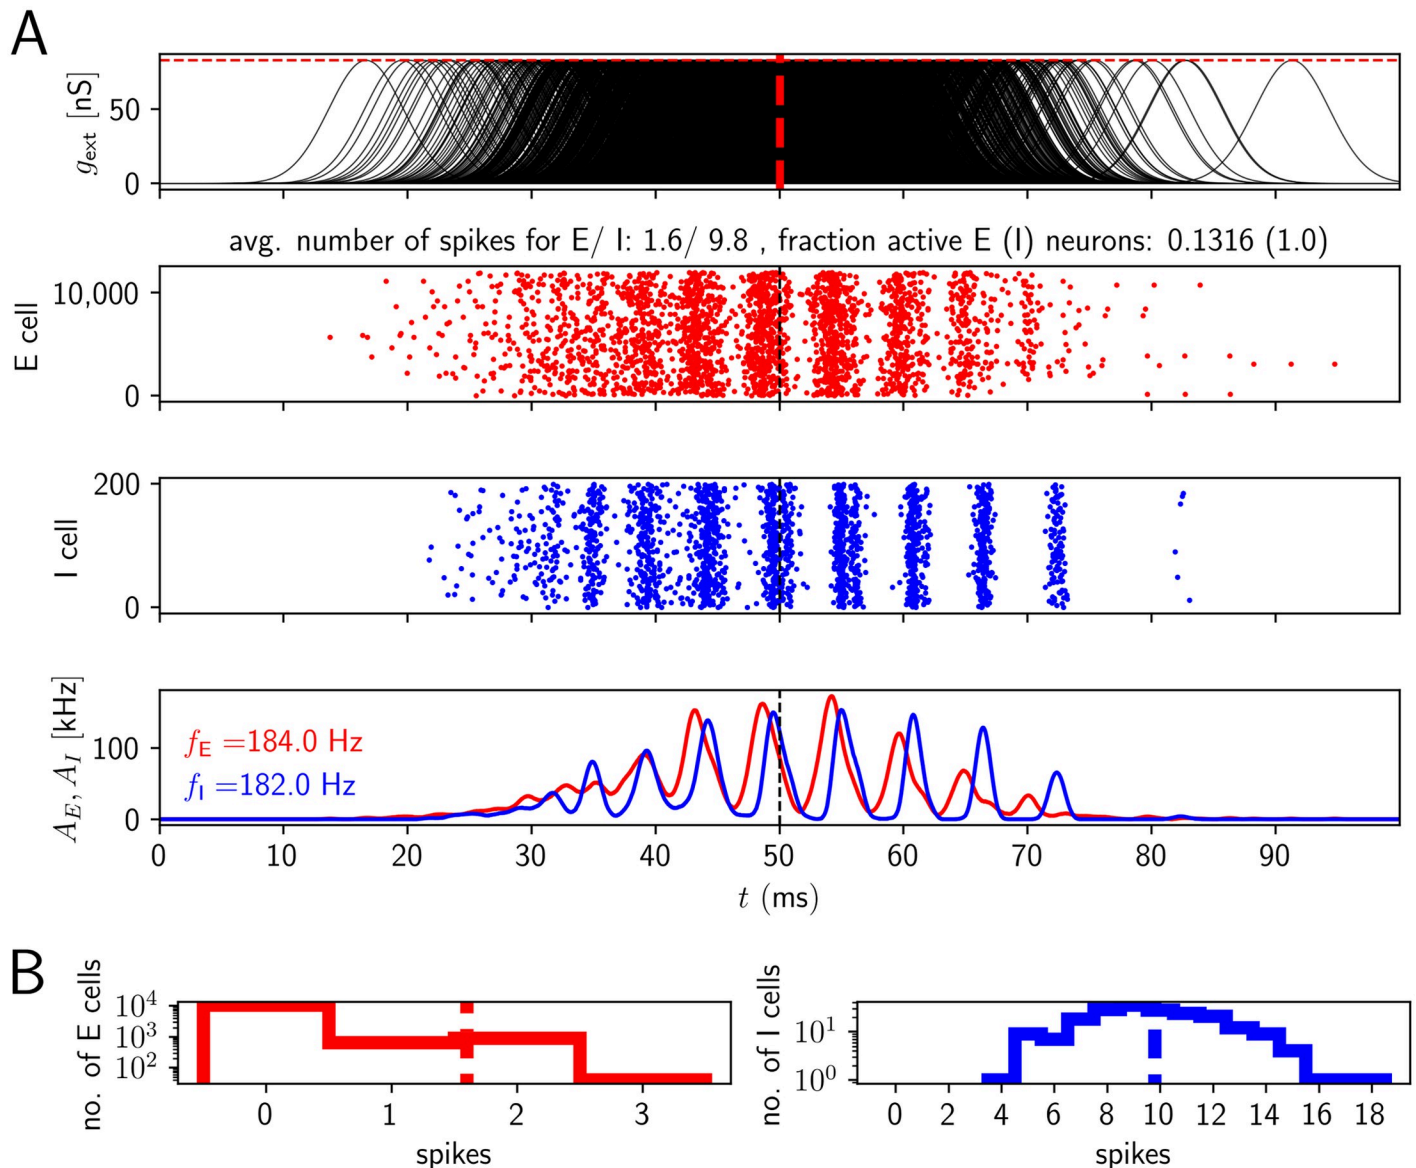 A
g_ext [nS]
50
0
avg. number of spikes for E/ I: 1.6/ 9.8 , fraction active E (I) neurons: 0.1316 (1.0)
E cell
10,000
0
I cell
200
0
A_E, A_I [kHz]
100
0
f_E =184.0 Hz
f_I =182.0 Hz
0 10 20 30 40 50 60 70 80 90
t (ms)
B
no. of E cells
10^4
10^3
10^2
0 1 2 3
spikes
no. of I cells
10^1
10^0
0 2 4 6 8 10 12 14 16 18
spikes